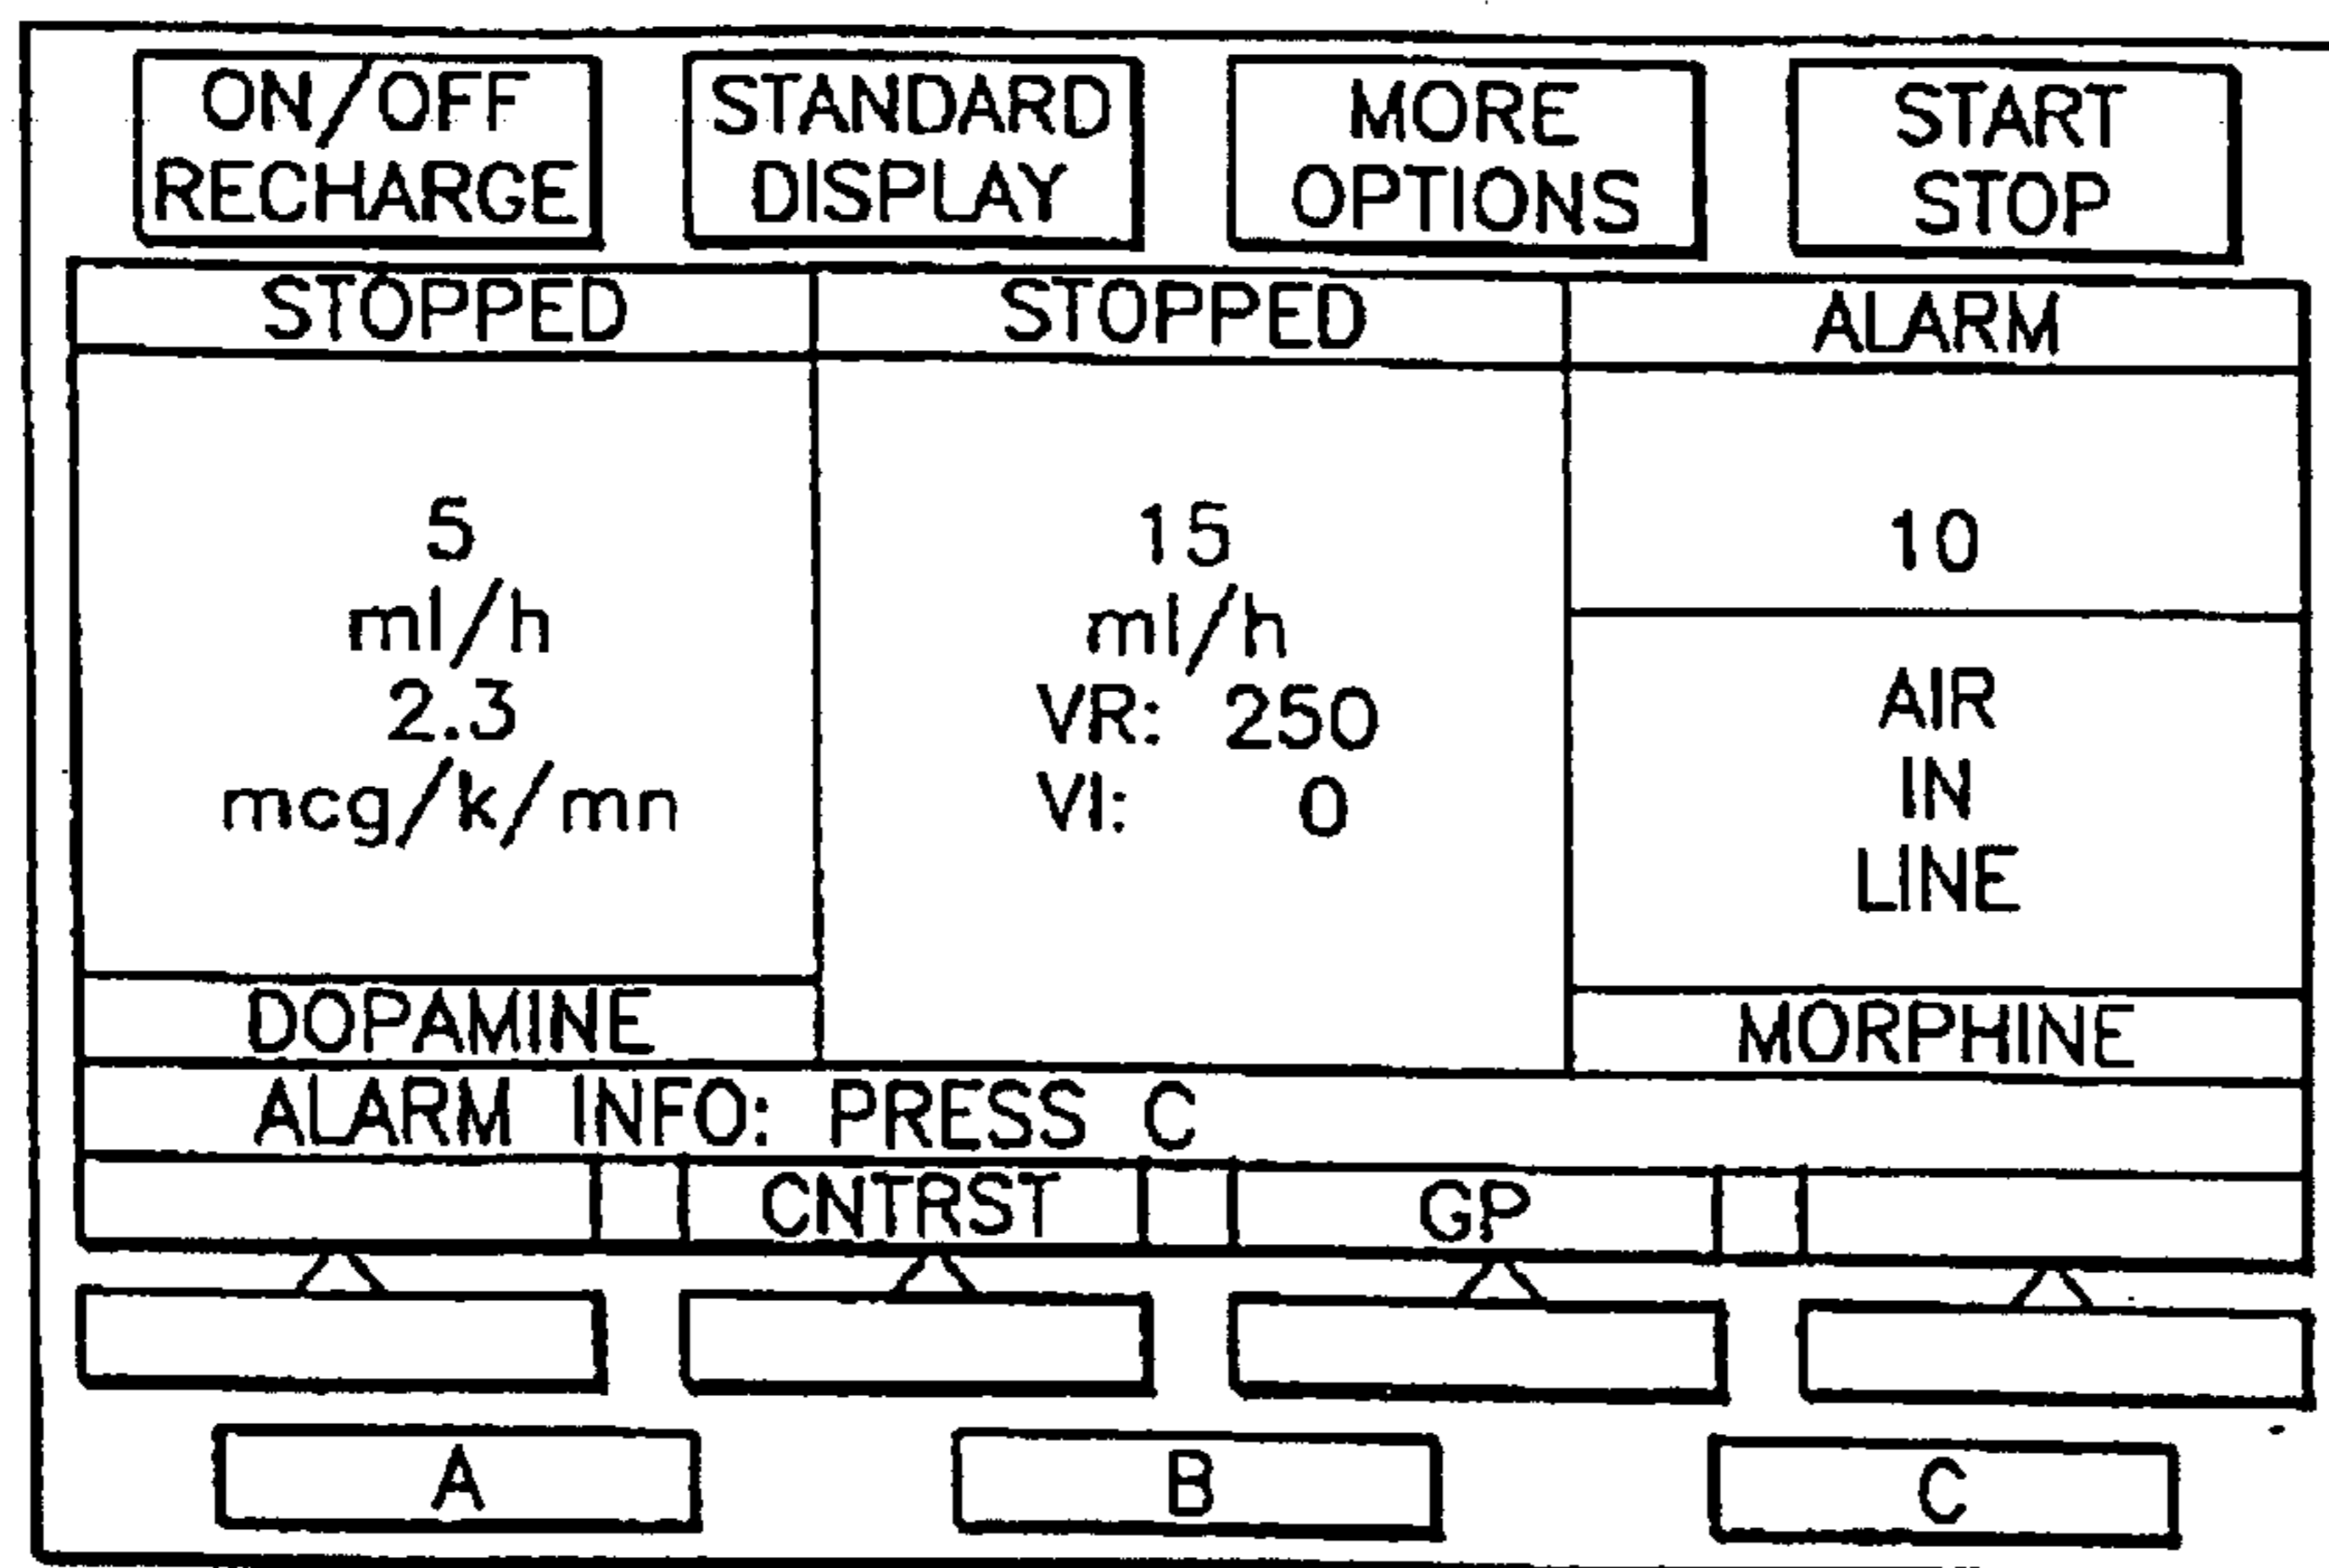 ON/OFF
RECHARGE
STANDARD
DISPLAY
MORE
OPTIONS
START
STOP
STOPPED
5
ml/h
2.3
mcg/k/mn
DOPAMINE
STOPPED
15
ml/h
VR: 250
VI: 0
ALARM
10
AIR
IN
LINE
MORPHINE
ALARM INFO: PRESS C
CNTRST
GP
A
B
C